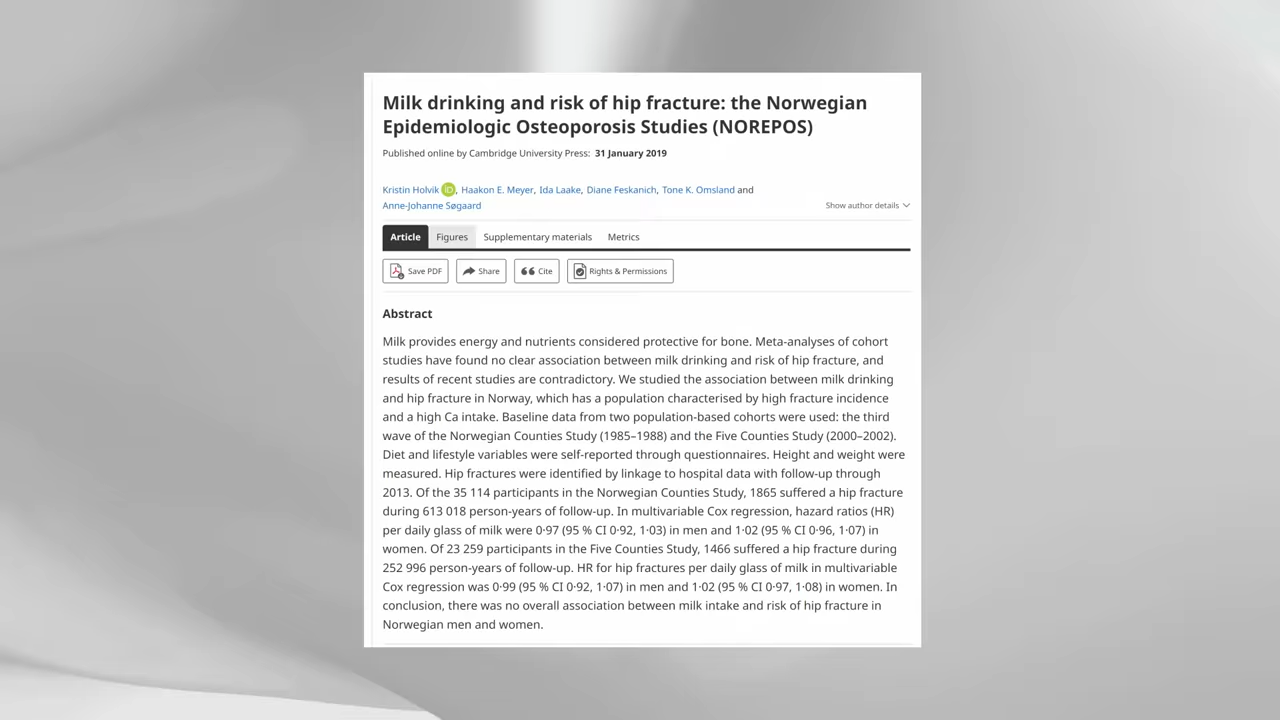 Milk drinking and risk of hip fracture: the Norwegian
Epidemiologic Osteoporosis Studies (NOREPOS)
Published online by Cambridge University Press: 31 January 2019
Kristin Holvik iD, Haakon E. Meyer, Ida Laake, Diane Feskanich, Tone K. Omsland and
Anne-Johanne Søgaard
Show author details
Article Figures Supplementary materials Metrics
Save PDF Share Cite Rights & Permissions
Abstract
Milk provides energy and nutrients considered protective for bone. Meta-analyses of cohort
studies have found no clear association between milk drinking and risk of hip fracture, and
results of recent studies are contradictory. We studied the association between milk drinking
and hip fracture in Norway, which has a population characterised by high fracture incidence
and a high Ca intake. Baseline data from two population-based cohorts were used: the third
wave of the Norwegian Counties Study (1985–1988) and the Five Counties Study (2000–2002).
Diet and lifestyle variables were self-reported through questionnaires. Height and weight were
measured. Hip fractures were identified by linkage to hospital data with follow-up through
2013. Of the 35 114 participants in the Norwegian Counties Study, 1865 suffered a hip fracture
during 613 018 person-years of follow-up. In multivariable Cox regression, hazard ratios (HR)
per daily glass of milk were 0·97 (95 % CI 0·92, 1·03) in men and 1·02 (95 % CI 0·96, 1·07) in
women. Of 23 259 participants in the Five Counties Study, 1466 suffered a hip fracture during
252 996 person-years of follow-up. HR for hip fractures per daily glass of milk in multivariable
Cox regression was 0·99 (95 % CI 0·92, 1·07) in men and 1·02 (95 % CI 0·97, 1·08) in women. In
conclusion, there was no overall association between milk intake and risk of hip fracture in
Norwegian men and women.